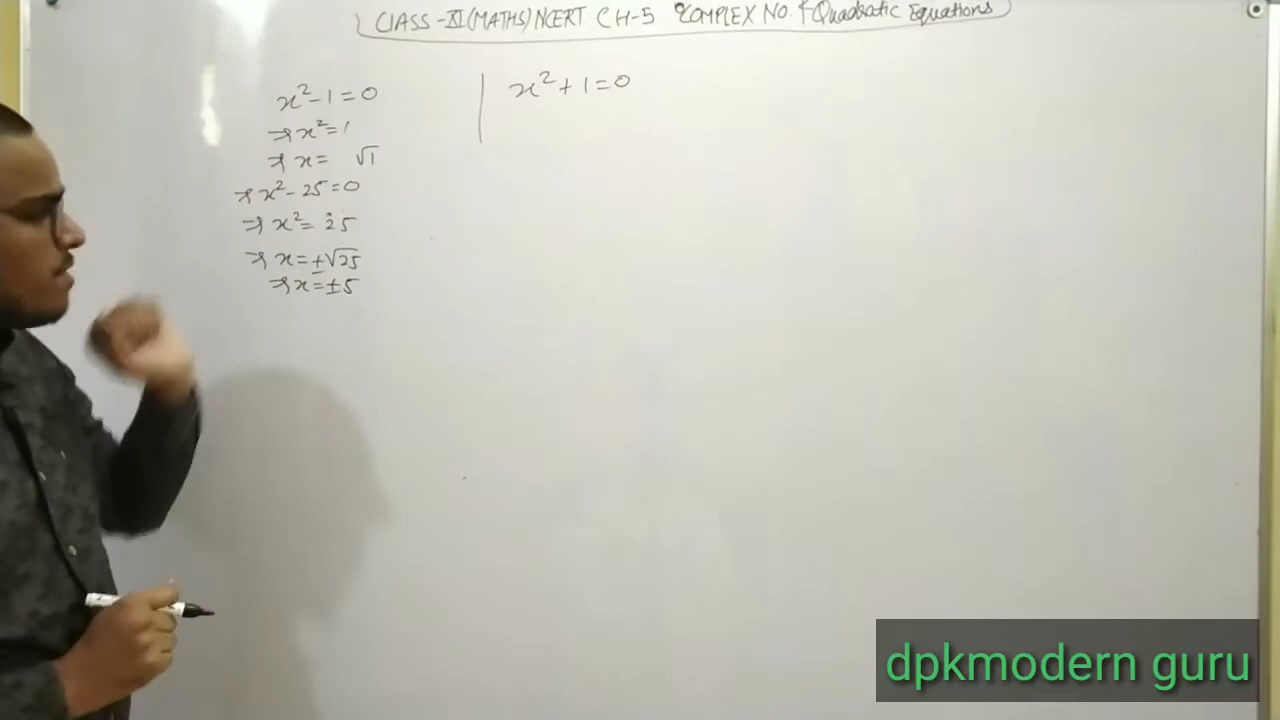 CLASS-XI (MATHS) NCERT CH-5 COMPLEX NO. & Quadratic Equations
x²-1=0
⇒x²=1
⇒x= √1
⇒x²-25=0
⇒x²=25
⇒x=±√25
⇒x=±5
x²+1=0
dpkmodern guru